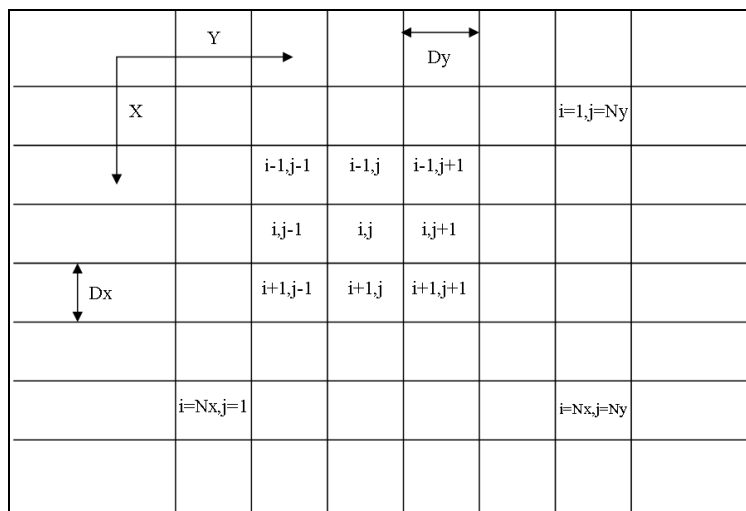 Y
Dy
X
i=1,j=Ny
i-1,j-1 i-1,j i-1,j+1
i,j-1 i,j i,j+1
Dx
i+1,j-1 i+1,j i+1,j+1
i=Nx,j=1
i=Nx,j=Ny